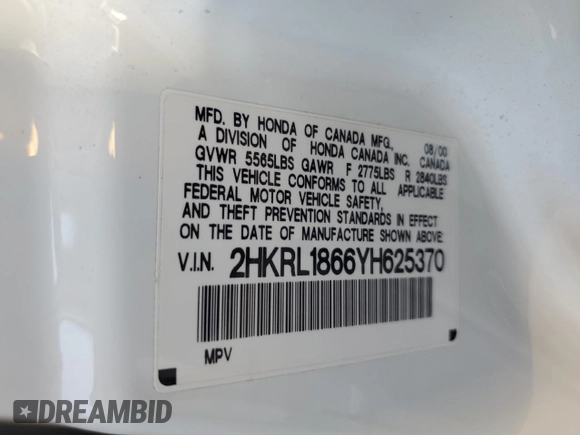 MFD. BY HONDA OF CANADA MFG., 08/00
A DIVISION OF HONDA CANADA INC. CANADA
GVWR 5565LBS GAWR F 2775LBS R 2840LBS
THIS VEHICLE CONFORMS TO ALL APPLICABLE
FEDERAL MOTOR VEHICLE SAFETY,
AND THEFT PREVENTION STANDARDS IN EFFECT
ON THE DATE OF MANUFACTURE SHOWN ABOVE:
V.I.N. 2HKRL1866YH625370
MPV
DREAMBID